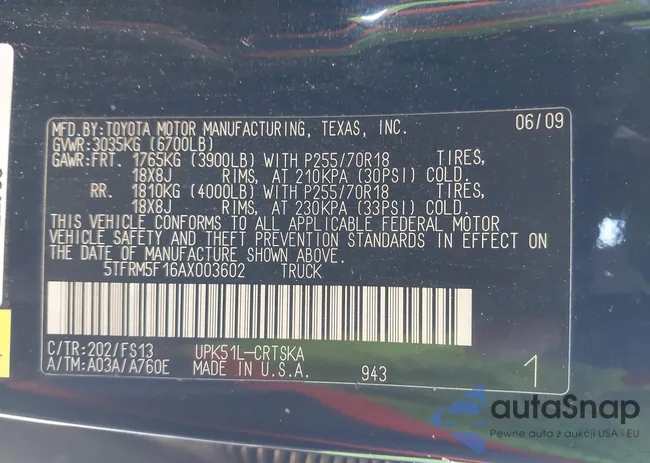 MFD.BY:TOYOTA MOTOR MANUFACTURING, TEXAS, INC. 06/09
GVWR:3035KG (6700LB)
GAWR:FRT. 1765KG (3900LB) WITH P255/70R18 TIRES,
18X8J RIMS, AT 210KPA (30PSI) COLD.
RR. 1810KG (4000LB) WITH P255/70R18 TIRES,
18X8J RIMS, AT 230KPA (33PSI) COLD.
THIS VEHICLE CONFORMS TO ALL APPLICABLE FEDERAL MOTOR
VEHICLE SAFETY AND THEFT PREVENTION STANDARDS IN EFFECT ON
THE DATE OF MANUFACTURE SHOWN ABOVE.
5TFRM5F16AX003602 TRUCK
C/TR:202/FS13 UPK51L-CRTSKA
A/TM:A03A/A760E MADE IN U.S.A. 943 1
autaSnap
Pewne auta z aukcji USA i EU